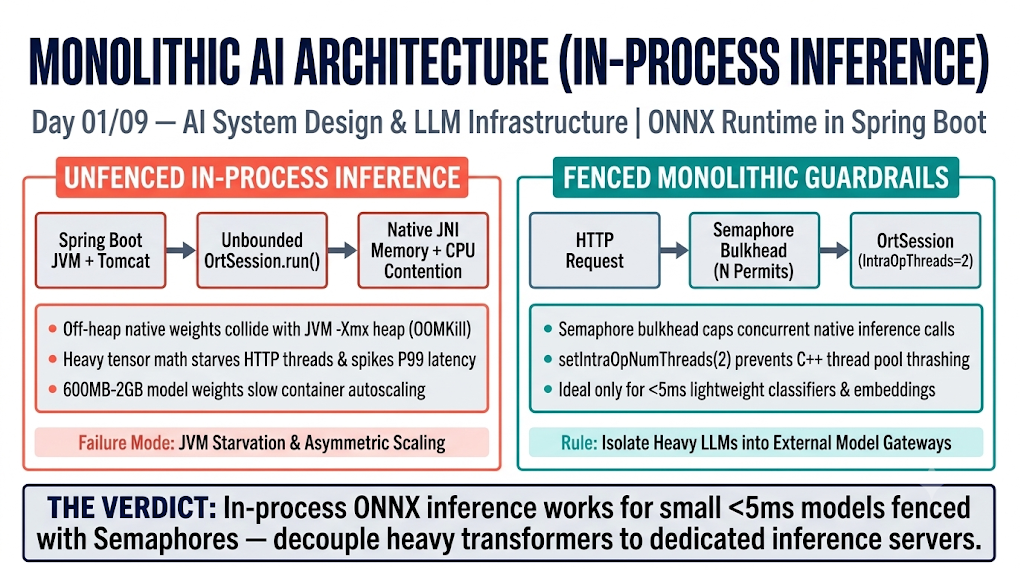 MONOLITHIC AI ARCHITECTURE (IN-PROCESS INFERENCE)
Day 01/09 — AI System Design & LLM Infrastructure | ONNX Runtime in Spring Boot
UNFENCED IN-PROCESS INFERENCE
Spring Boot
JVM + Tomcat
Unbounded
OrtSession.run()
Native JNI
Memory + CPU
Contention
• Off-heap native weights collide with JVM -Xmx heap (OOMKill)
• Heavy tensor math starves HTTP threads & spikes P99 latency
• 600MB-2GB model weights slow container autoscaling
Failure Mode: JVM Starvation & Asymmetric Scaling
FENCED MONOLITHIC GUARDRAILS
HTTP
Request
Semaphore
Bulkhead
(N Permits)
OrtSession
(IntraOpThreads=2)
• Semaphore bulkhead caps concurrent native inference calls
• setIntraOpNumThreads(2) prevents C++ thread pool thrashing
• Ideal only for <5ms lightweight classifiers & embeddings
Rule: Isolate Heavy LLMs into External Model Gateways
THE VERDICT: In-process ONNX inference works for small <5ms models fenced
with Semaphores — decouple heavy transformers to dedicated inference servers.